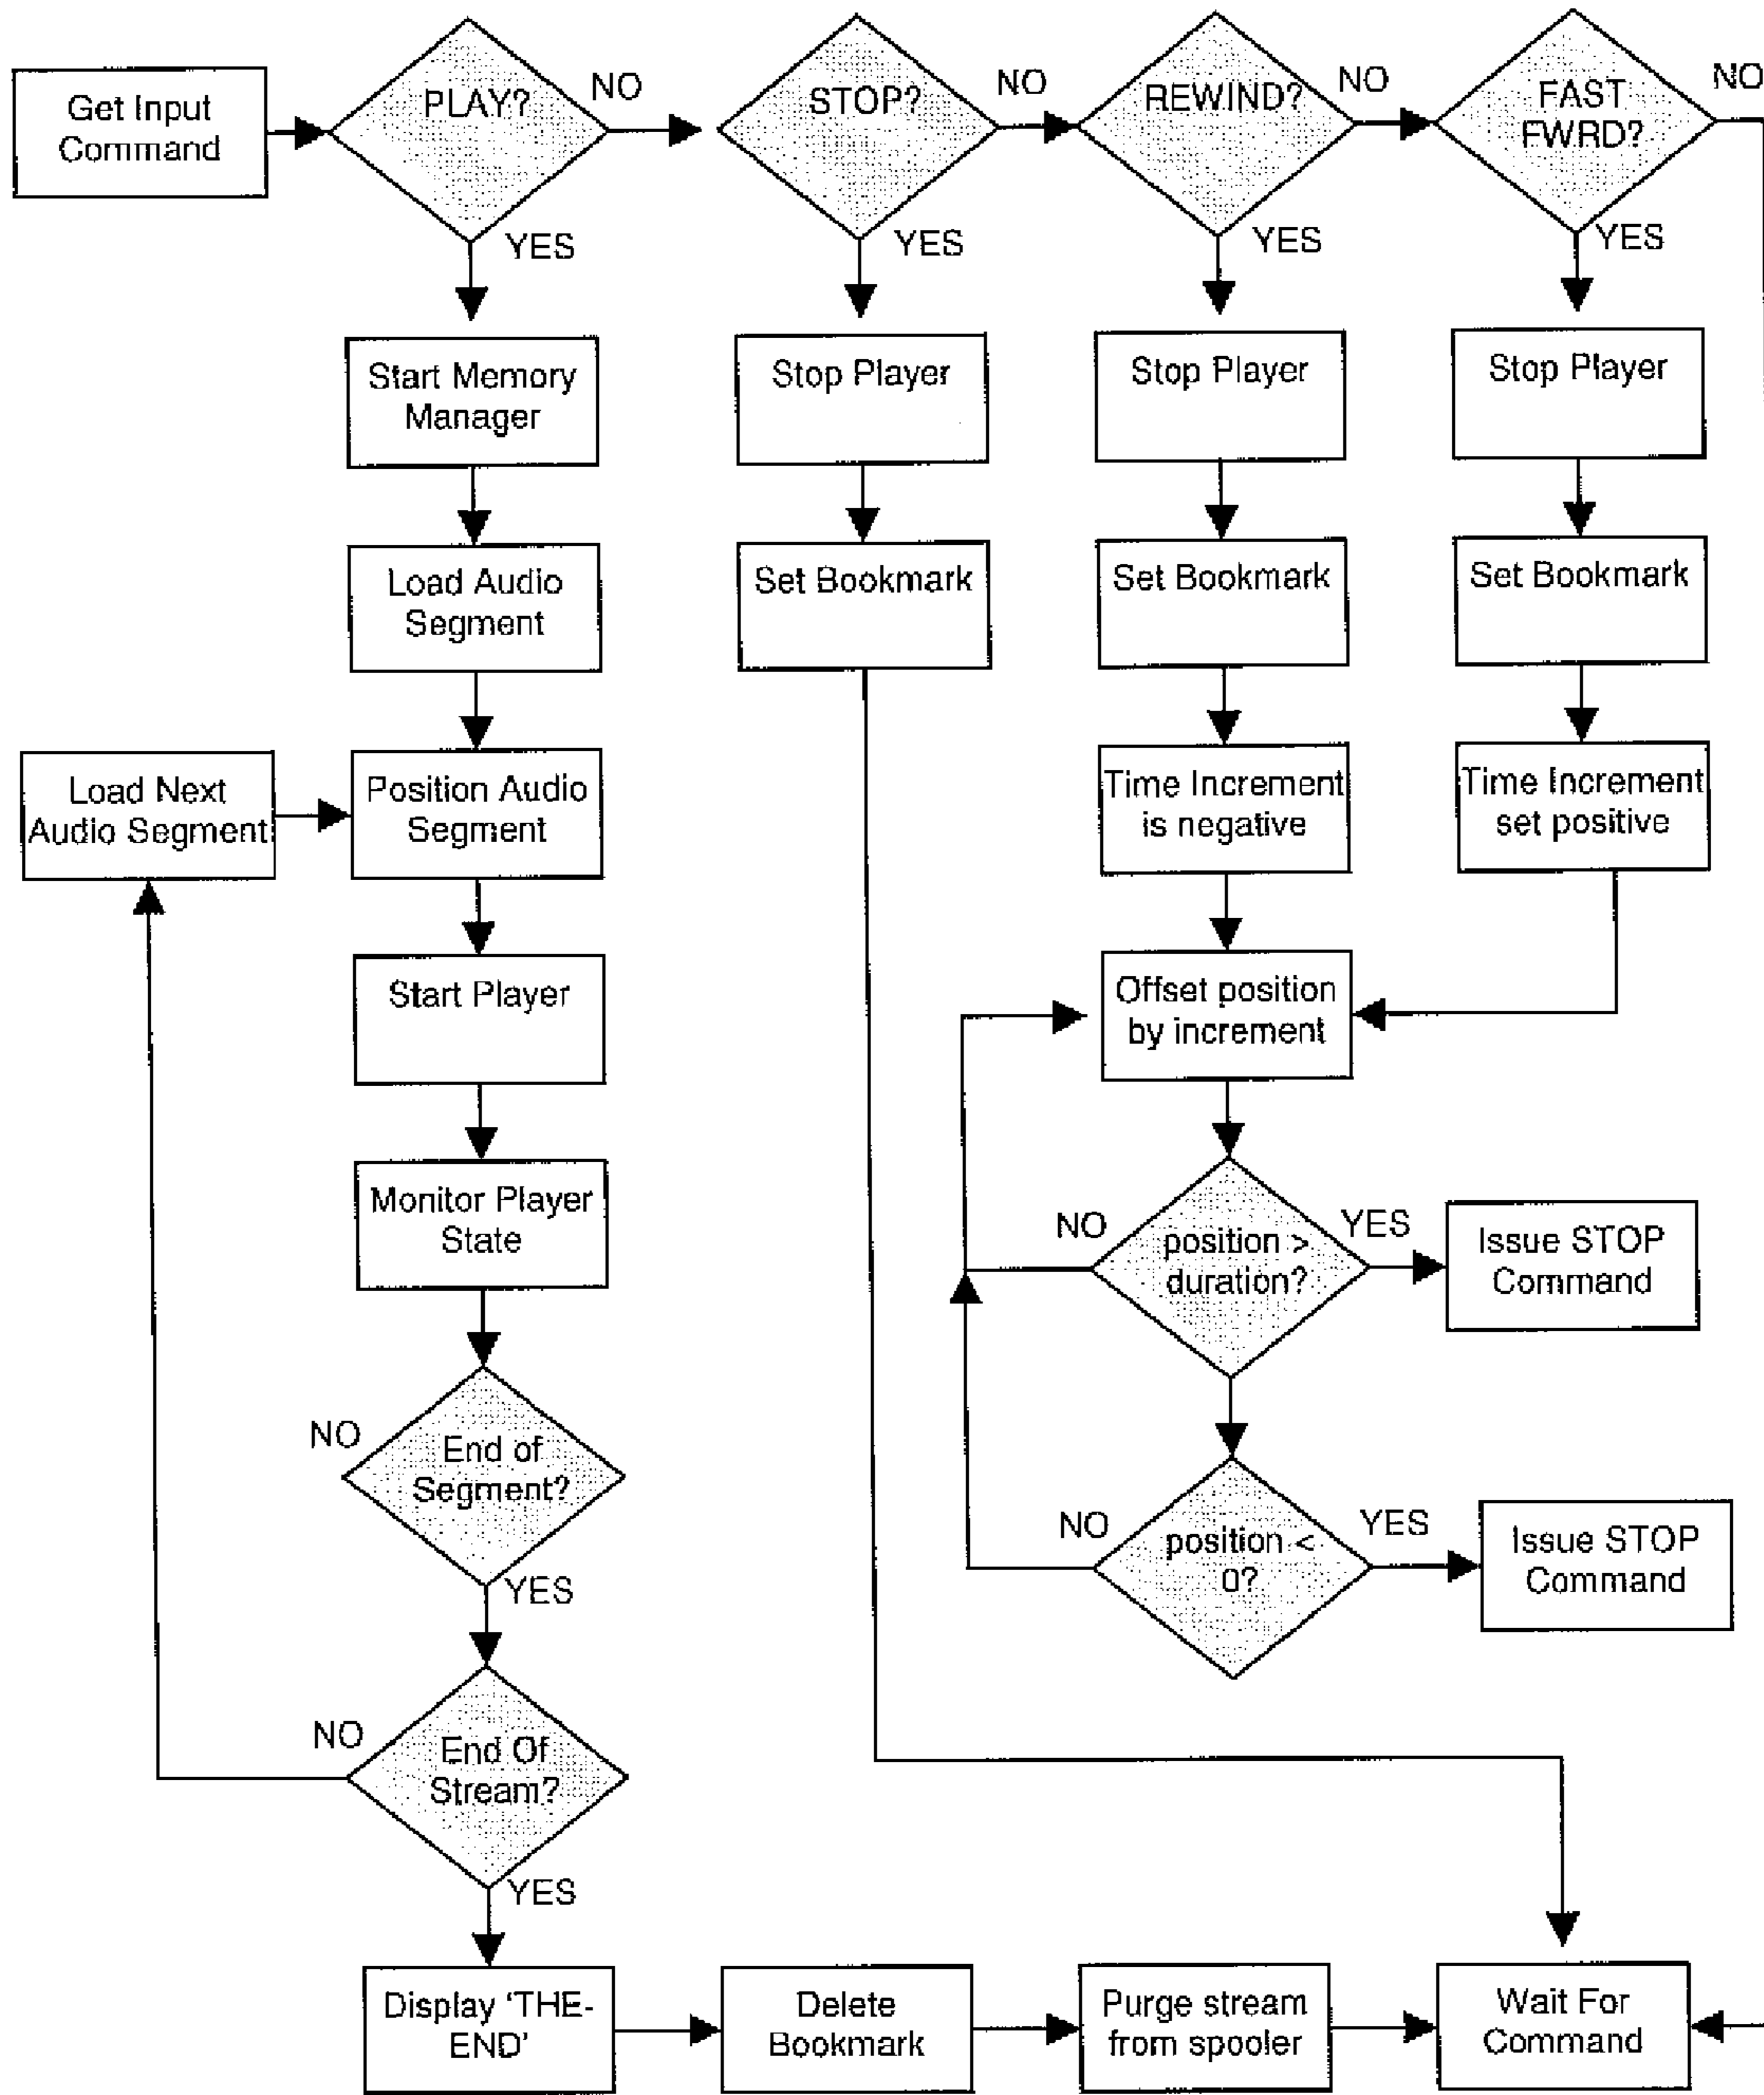 Get Input
Command
PLAY?
NO
STOP?
NO
REWIND?
NO
FAST
FWRD?
NO
YES
YES
YES
YES
Start Memory
Manager
Stop Player
Stop Player
Stop Player
Load Audio
Segment
Set Bookmark
Set Bookmark
Set Bookmark
Load Next
Audio Segment
Position Audio
Segment
Time Increment
is negative
Time Increment
set positive
Start Player
Offset position
by increment
Monitor Player
State
NO
position >
duration?
YES
Issue STOP
Command
NO
End of
Segment?
YES
NO
position <
0?
YES
Issue STOP
Command
NO
End Of
Stream?
YES
Display 'THE-
END'
Delete
Bookmark
Purge stream
from spooler
Wait For
Command